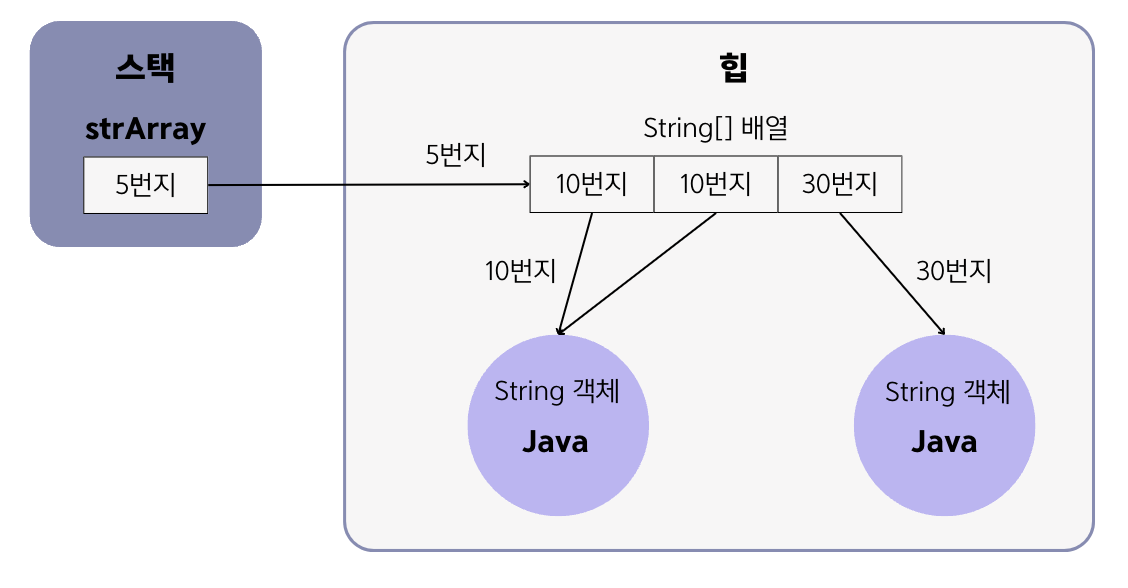 스택
strArray
5번지
5번지
힙
String[] 배열
10번지 10번지 30번지
10번지
30번지
String 객체
Java
String 객체
Java